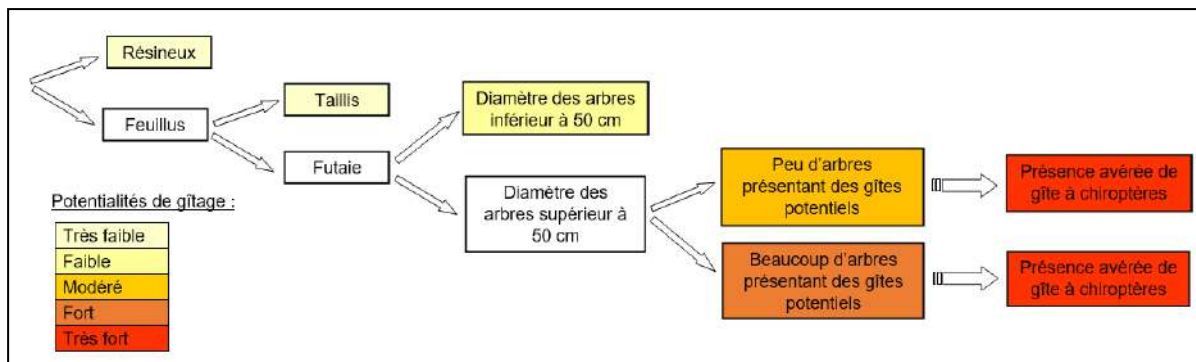 Résineux
Feuillus
Taillis
Futaie
Diamètre des arbres
inférieur à 50 cm
Diamètre des
arbres supérieur à
50 cm
Peu d'arbres
présentant des gîtes
potentiels
Présence avérée de
gîte à chiroptères
Beaucoup d'arbres
présentant des gîtes
potentiels
Présence avérée de
gîte à chiroptères
Potentialités de gîtage :
Très faible
Faible
Modéré
Fort
Très fort